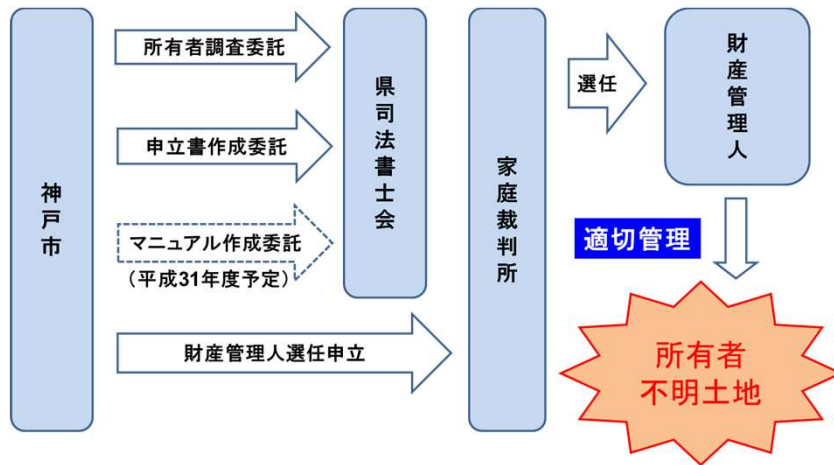 神戸市
所有者調査委託
申立書作成委託
マニュアル作成委託
（平成31年度予定）
財産管理人選任申立
県司法書士会
家庭裁判所
選任
財産管理人
適切管理
所有者
不明土地